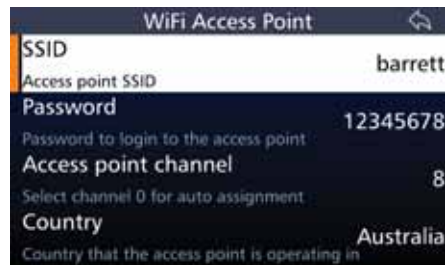 WiFi Access Point
SSID
barrett
Access point SSID
Password
12345678
Password to login to the access point
Access point channel
8
Select channel 0 for auto assignment
Country
Australia
Country that the access point is operating in